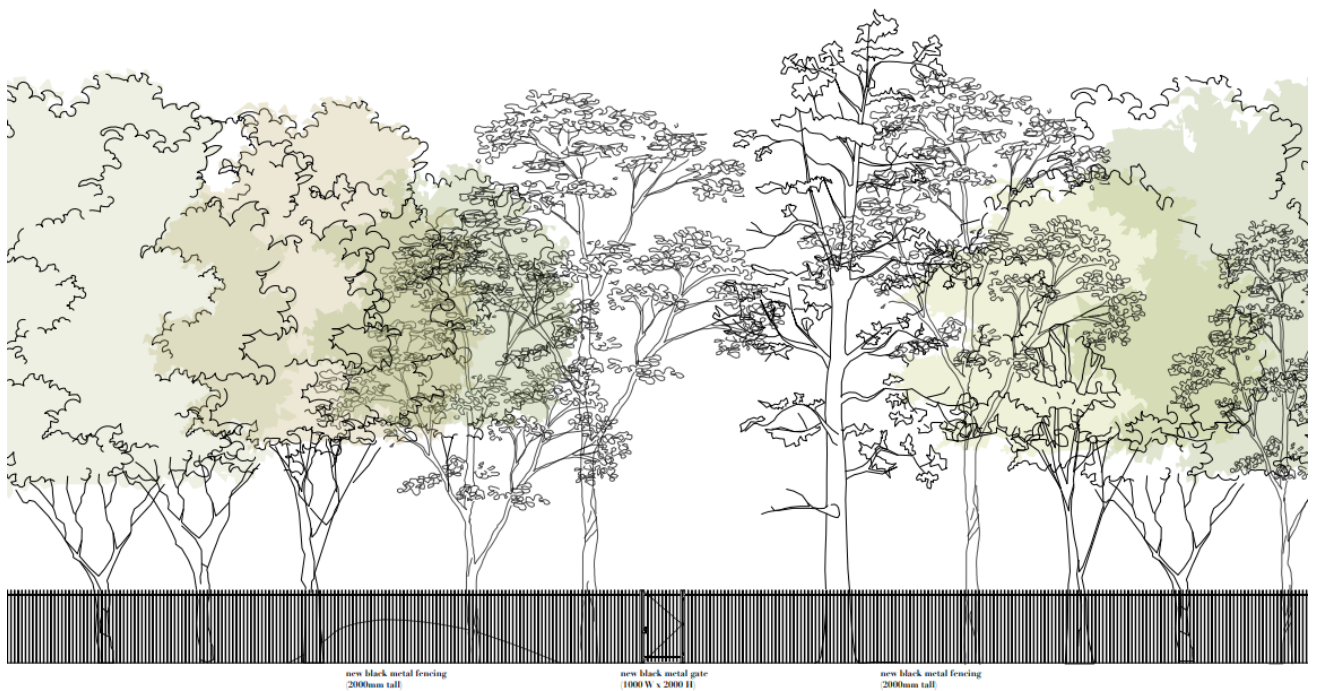 new black metal fencing
(2000mm tall)
new black metal gate
(1000 W x 2000 H)
new black metal fencing
(2000mm tall)